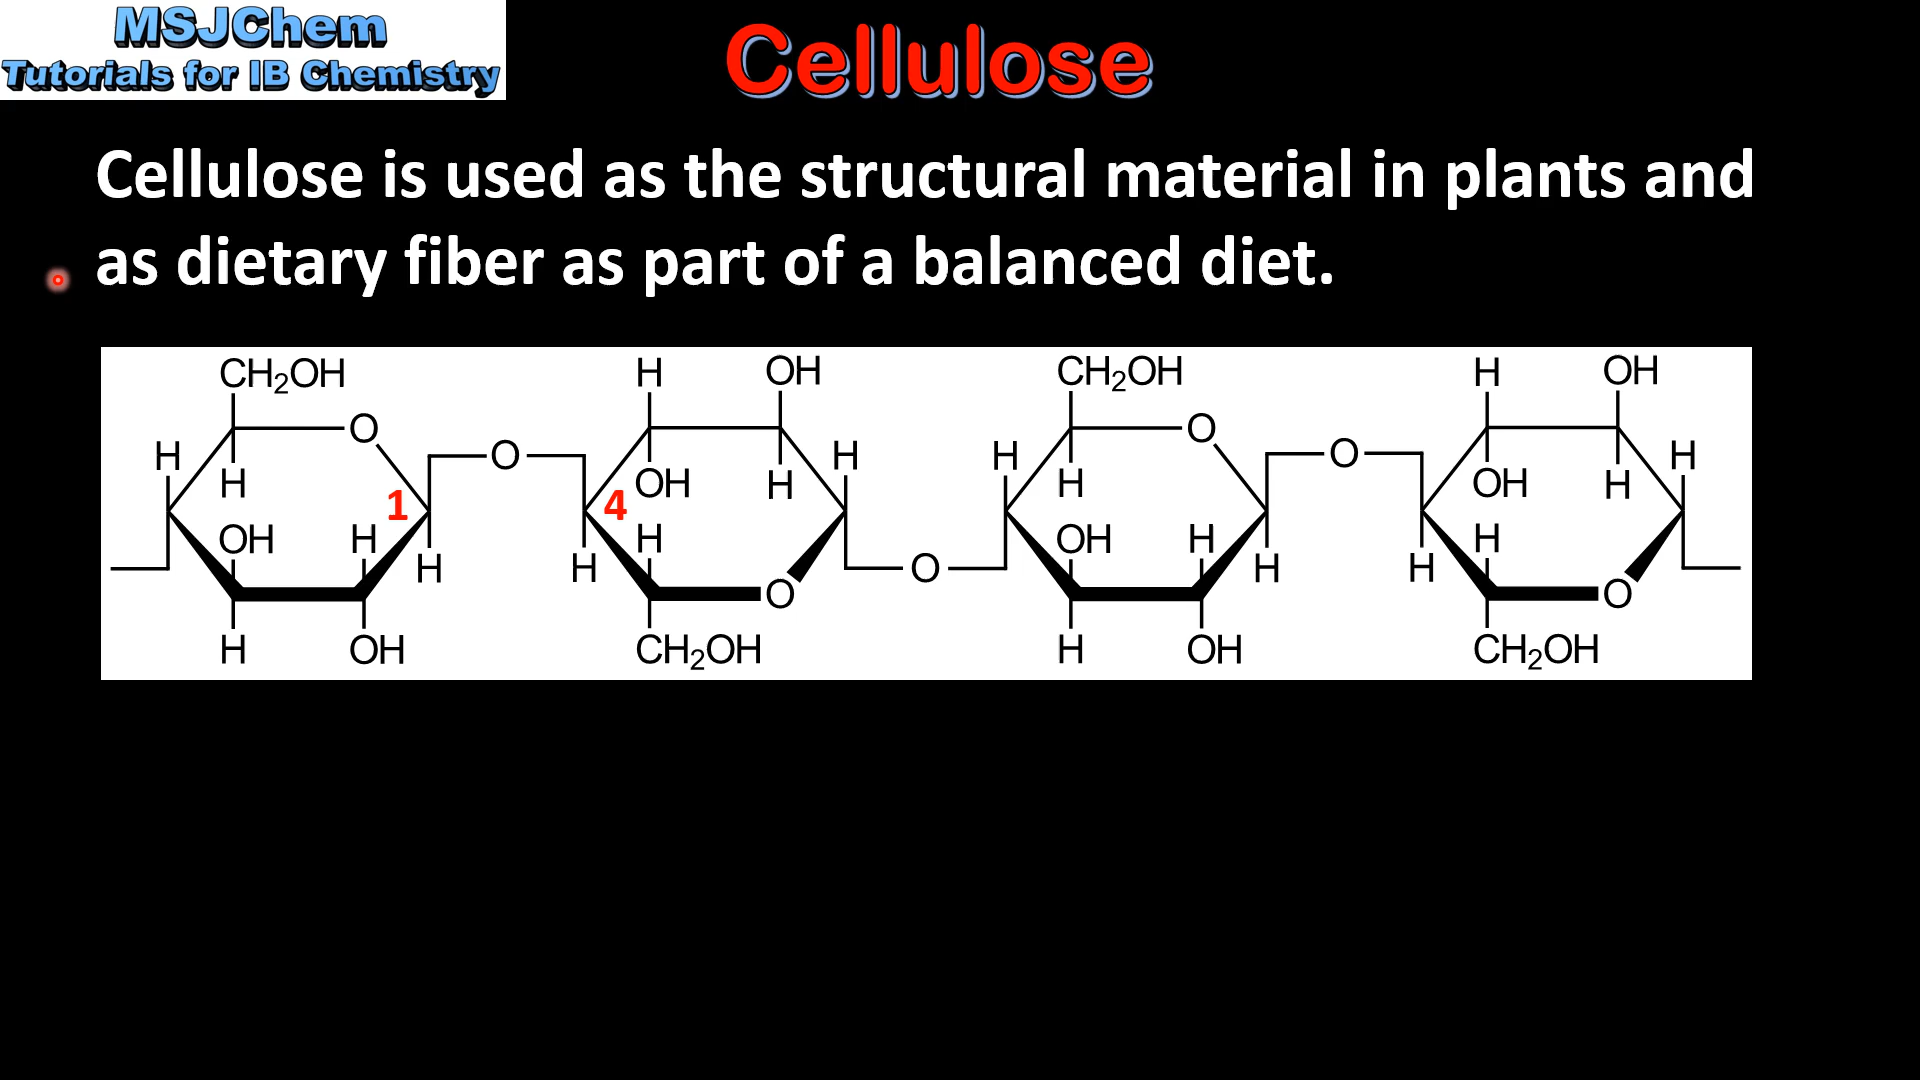 MSJChem
Tutorials for IB Chemistry
Cellulose
Cellulose is used as the structural material in plants and
as dietary fiber as part of a balanced diet.
CH₂OH H OH CH₂OH H OH
O O
H O H H O H
H OH H H OH H
1 4
OH H H OH H H
H H O H H O
O
H OH CH₂OH H OH CH₂OH